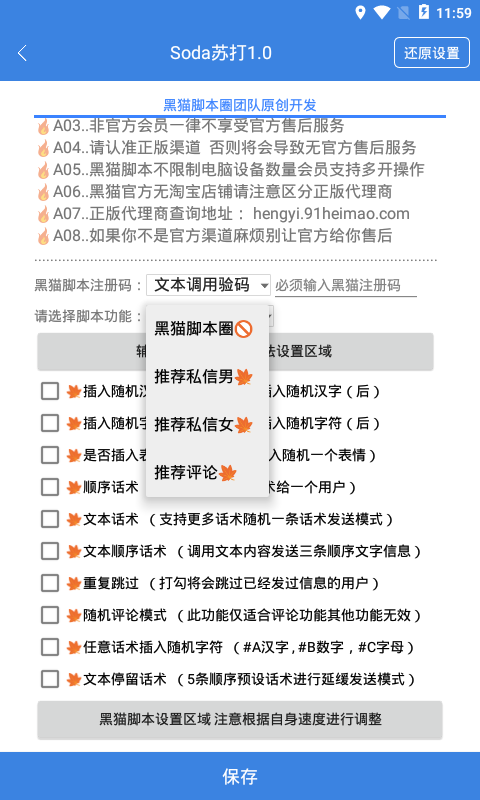 11:59
Soda苏打1.0
还原设置
黑猫脚本圈团队原创开发
🔥A03..非官方会员一律不享受官方售后服务
🔥A04..请认准正版渠道 否则将会导致无官方售后服务
🔥A05..黑猫脚本不限制电脑设备数量会员支持多开操作
🔥A06..黑猫官方无淘宝店铺请注意区分正版代理商
🔥A07..正版代理商查询地址： hengyi.91heimao.com
🔥A08..如果你不是官方渠道麻烦别让官方给你售后
黑猫脚本注册码： 文本调用验码 必须输入黑猫注册码
请选择脚本功能：
黑猫脚本圈🚫
推荐私信男🍁
推荐私信女🍁
推荐评论🍁
辅 法设置区域
🍁插入随机汉 插入随机汉字（后）
🍁插入随机字 插入随机字符（后）
🍁是否插入表 入随机一个表情）
🍁顺序话术 术给一个用户）
🍁文本话术 （支持更多话术随机一条话术发送模式）
🍁文本顺序话术 （调用文本内容发送三条顺序文字信息）
🍁重复跳过 （打勾将会跳过已经发过信息的用户）
🍁随机评论模式 （此功能仅适合评论功能其他功能无效）
🍁任意话术插入随机字符 （#A汉字,#B数字，#C字母）
🍁文本停留话术 （5条顺序预设话术进行延缓发送模式）
黑猫脚本设置区域 注意根据自身速度进行调整
保存